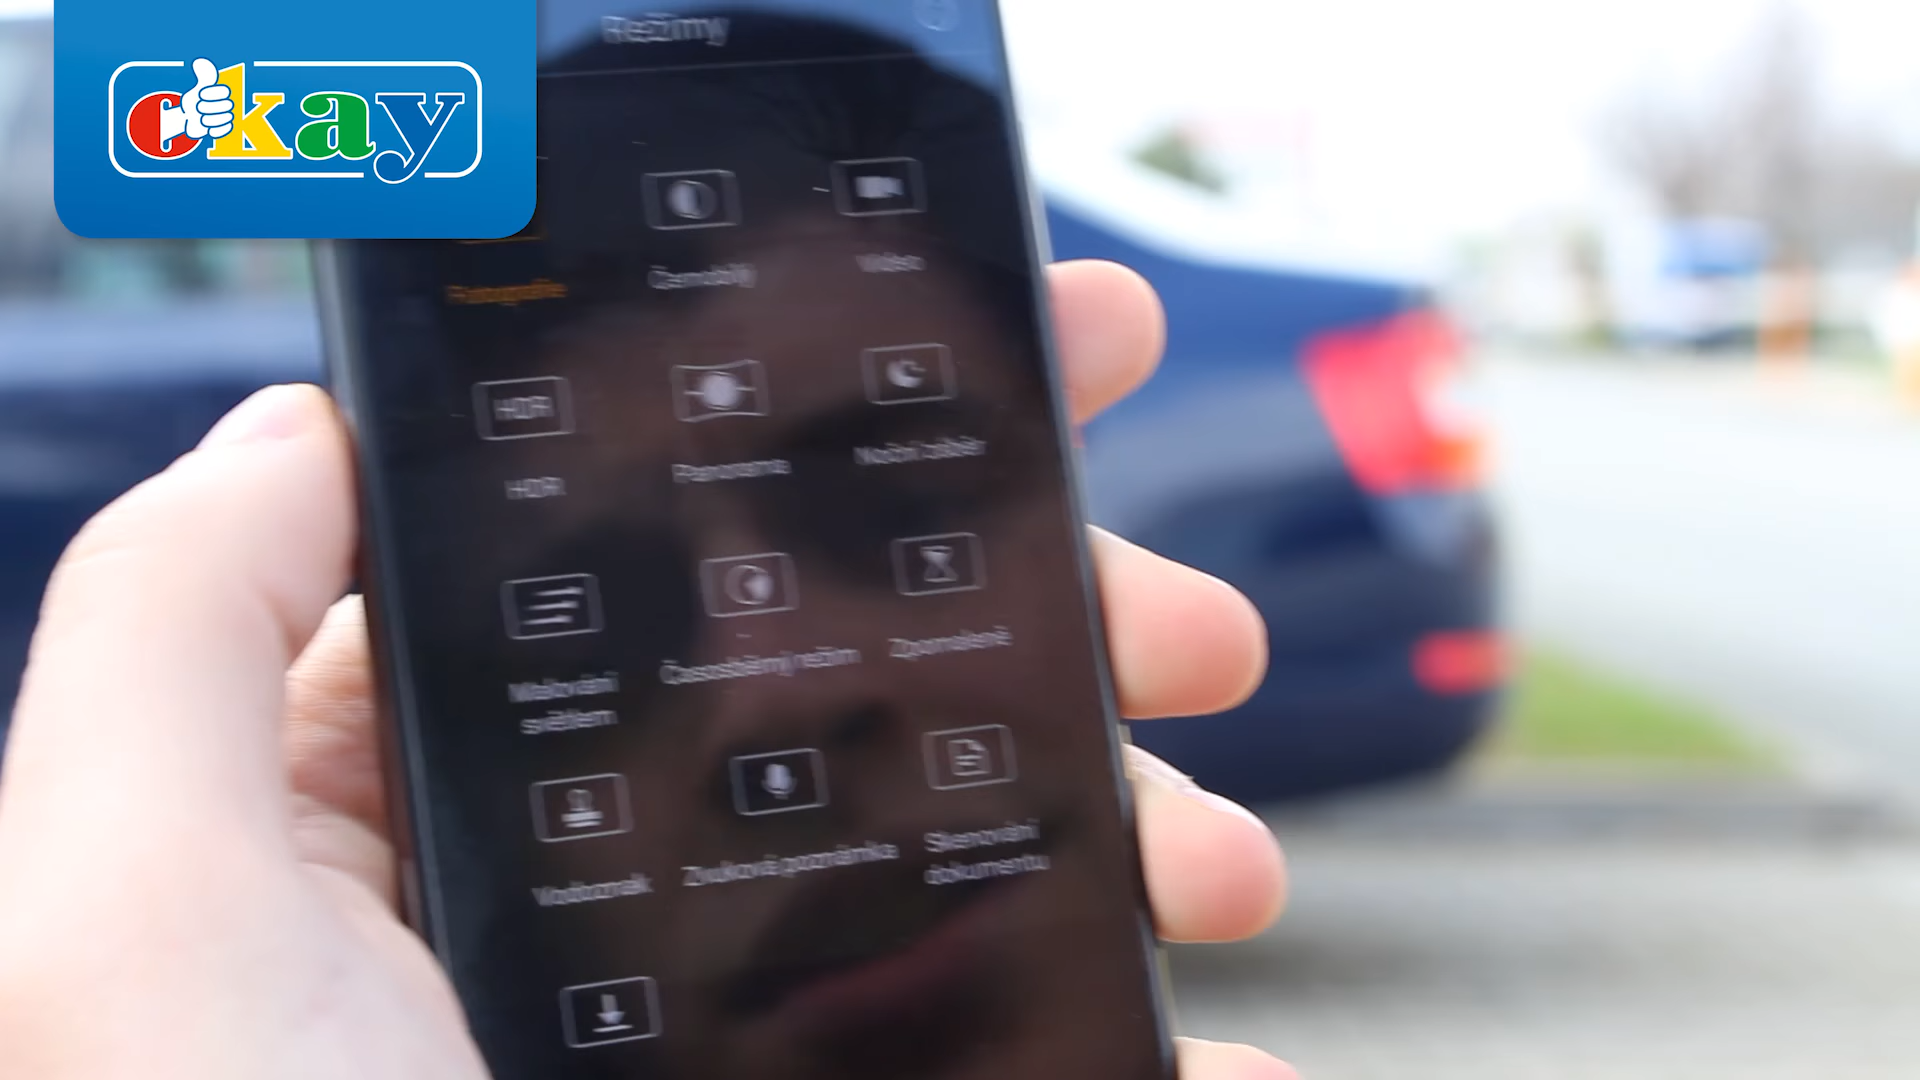 okay
Režimy
Fotografie
Černobílý
Video
HDR
HDR
Panorama
Noční záběr
Malování
světlem
Časosběrný režim
Zpomaleně
Vodoznak
Zvuková poznámka
Skenování
dokumentu